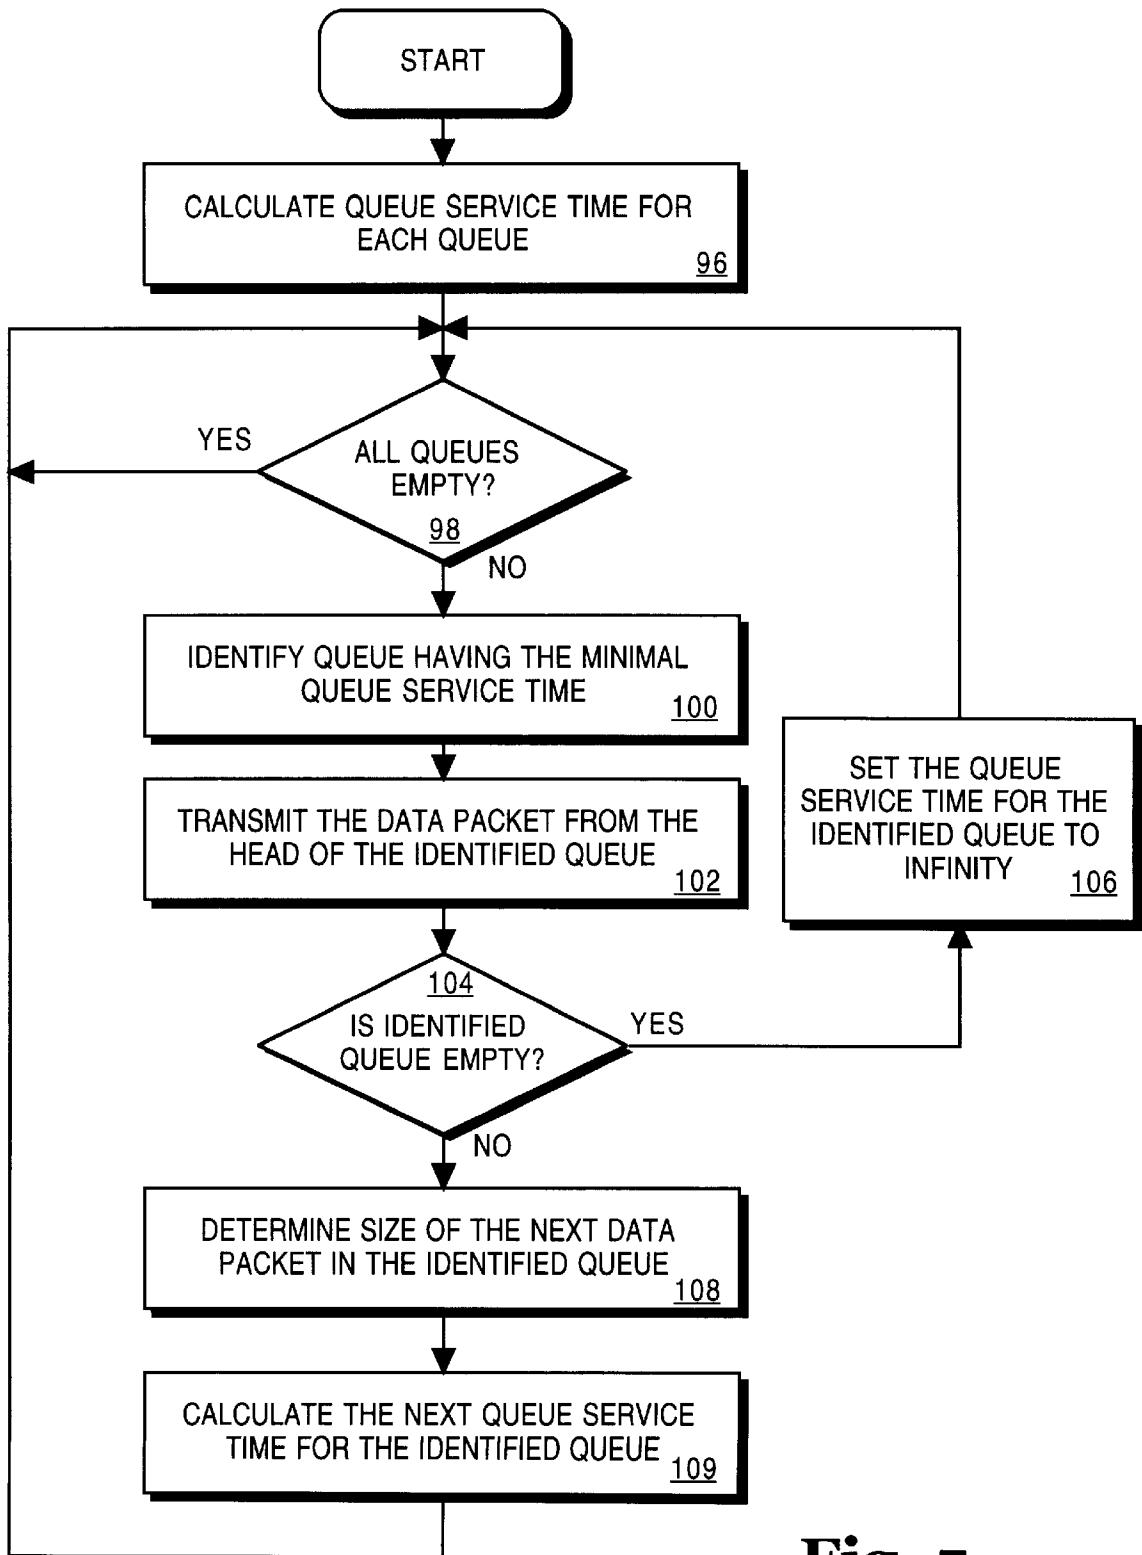 START
CALCULATE QUEUE SERVICE TIME FOR
EACH QUEUE
96
YES
ALL QUEUES
EMPTY?
98
NO
IDENTIFY QUEUE HAVING THE MINIMAL
QUEUE SERVICE TIME
100
TRANSMIT THE DATA PACKET FROM THE
HEAD OF THE IDENTIFIED QUEUE
102
SET THE QUEUE
SERVICE TIME FOR THE
IDENTIFIED QUEUE TO
INFINITY
106
104
IS IDENTIFIED
QUEUE EMPTY?
YES
NO
DETERMINE SIZE OF THE NEXT DATA
PACKET IN THE IDENTIFIED QUEUE
108
CALCULATE THE NEXT QUEUE SERVICE
TIME FOR THE IDENTIFIED QUEUE
109
Fig.